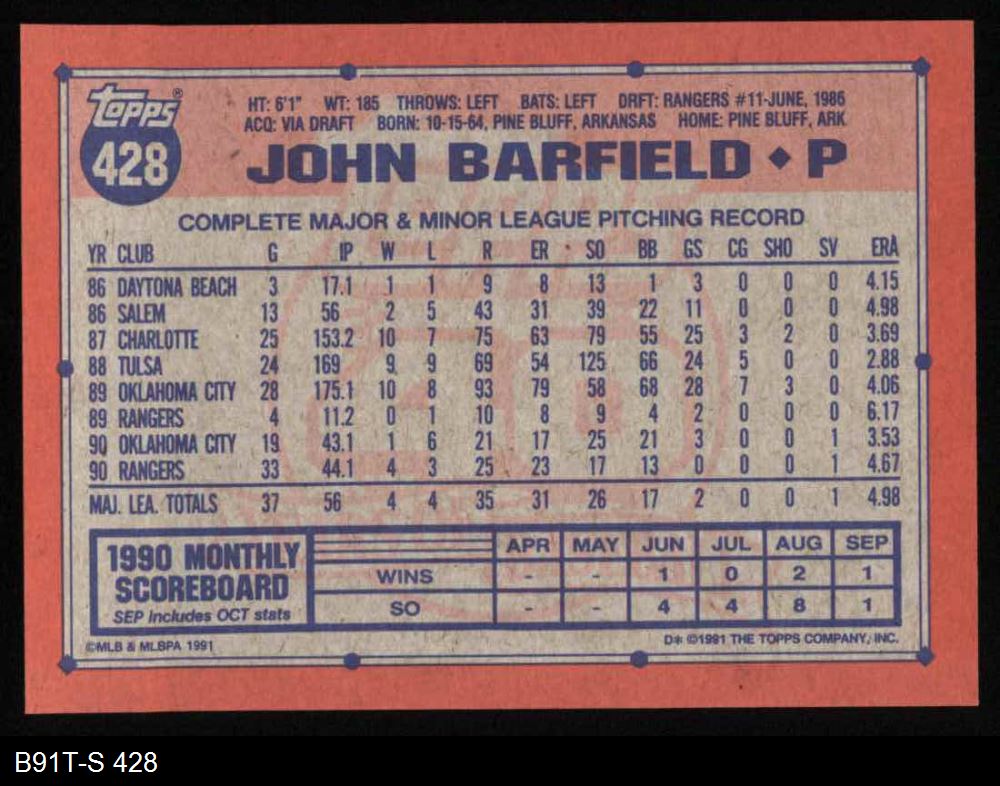 Topps®
428
HT: 6'1" WT: 185 THROWS: LEFT BATS: LEFT DRFT: RANGERS #11-JUNE, 1986
ACQ: VIA DRAFT BORN: 10-15-64, PINE BLUFF, ARKANSAS HOME: PINE BLUFF, ARK
JOHN BARFIELD ◆ P
COMPLETE MAJOR & MINOR LEAGUE PITCHING RECORD
YR CLUB G IP W L R ER SO BB GS CG SHO SV ERA
86 DAYTONA BEACH 3 17.1 1 1 9 8 13 1 3 0 0 0 4.15
86 SALEM 13 56 2 5 43 31 39 22 11 0 0 0 4.98
87 CHARLOTTE 25 153.2 10 7 75 63 79 55 25 3 2 0 3.69
88 TULSA 24 169 9 9 69 54 125 66 24 5 0 0 2.88
89 OKLAHOMA CITY 28 175.1 10 8 93 79 58 68 28 7 3 0 4.06
89 RANGERS 4 11.2 0 1 10 8 9 4 2 0 0 0 6.17
90 OKLAHOMA CITY 19 43.1 1 6 21 17 25 21 3 0 0 1 3.53
90 RANGERS 33 44.1 4 3 25 23 17 13 0 0 0 1 4.67
MAJ. LEA. TOTALS 37 56 4 4 35 31 26 17 2 0 0 1 4.98
1990 MONTHLY
SCOREBOARD
SEP Includes OCT stats
APR MAY JUN JUL AUG SEP
WINS - - 1 0 2 1
SO - - 4 4 8 1
©MLB & MLBPA 1991
D* ©1991 THE TOPPS COMPANY, INC.
B91T-S 428